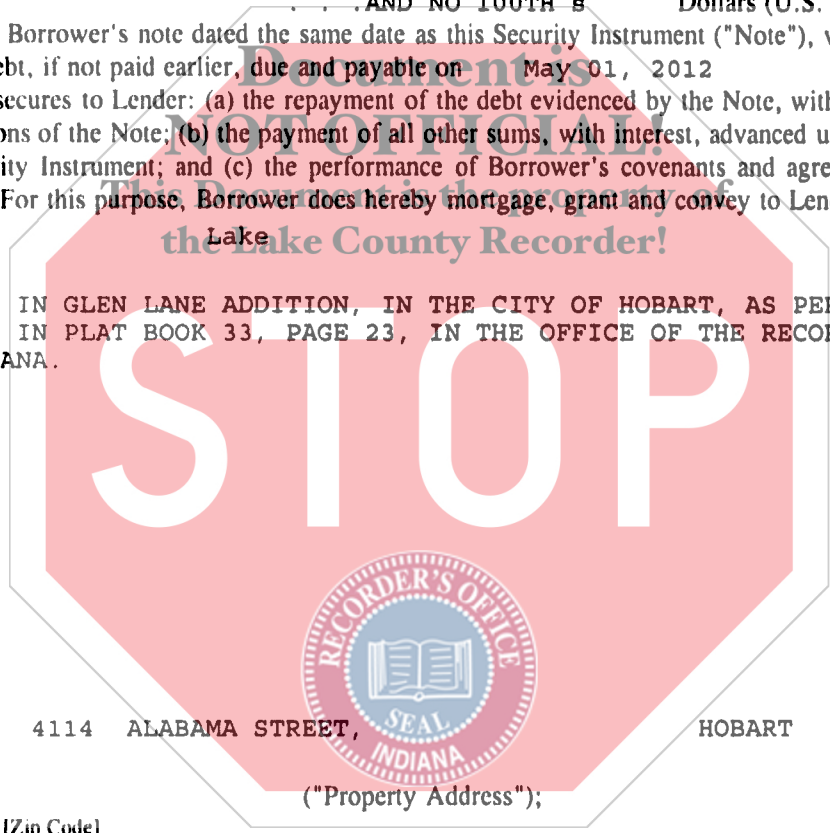 . . .AND NO 100TH s Dollars (U.S.
Borrower's note dated the same date as this Security Instrument ("Note"),
ebt, if not paid earlier, due and payable on May 01, 2012
Document is
secures to Lender: (a) the repayment of the debt evidenced by the Note, with
ons of the Note; (b) the payment of all other sums, with interest, advanced u
NOT OFFICIAL!
ity Instrument; and (c) the performance of Borrower's covenants and agre
This Document is the property of
For this purpose, Borrower does hereby mortgage, grant and convey to Len
Lake
the Lake County Recorder!
IN GLEN LANE ADDITION, IN THE CITY OF HOBART, AS PER
IN PLAT BOOK 33, PAGE 23, IN THE OFFICE OF THE RECOR
ANA.
STOP
RECORDER'S OFFICE
SEAL
INDIANA
4114 ALABAMA STREET, HOBART
("Property Address");
[Zip Code]